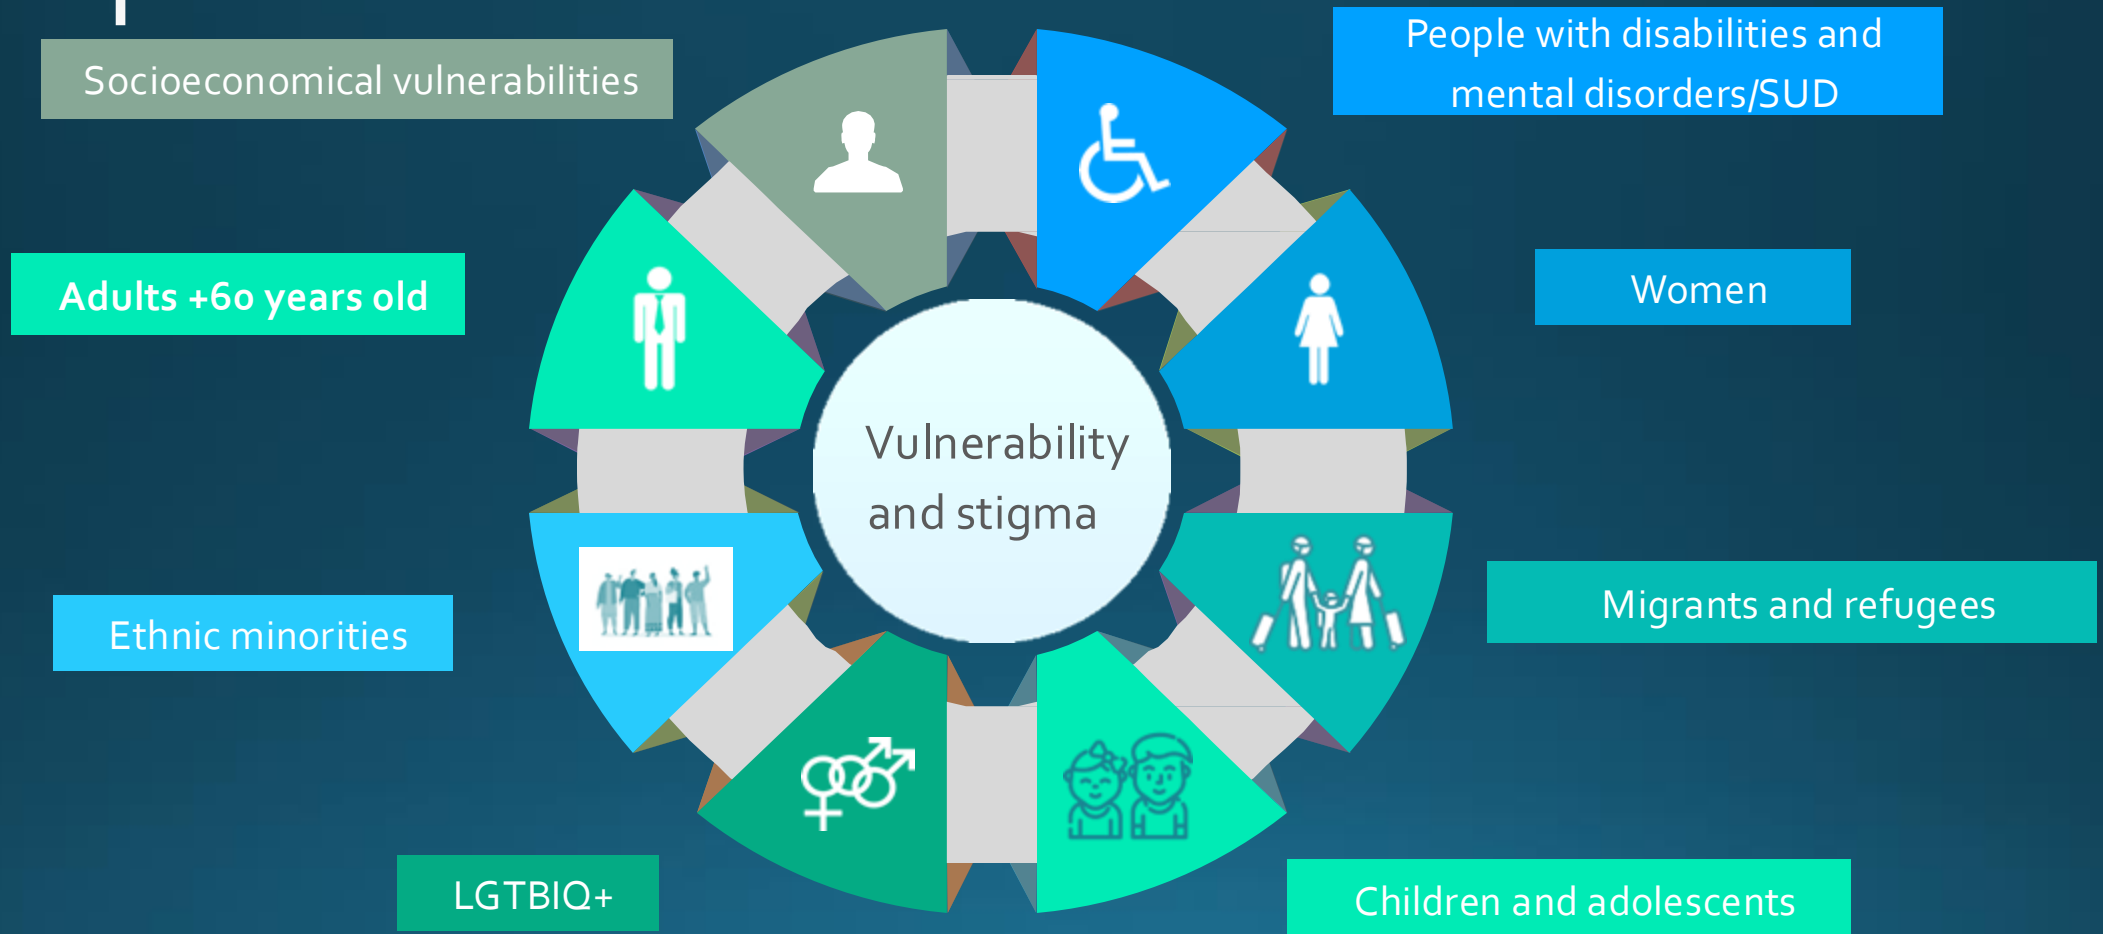 Socioeconomical vulnerabilities
People with disabilities and
mental disorders/SUD
Adults +60 years old
Women
Vulnerability
and stigma
Ethnic minorities
Migrants and refugees
LGTBIQ+
Children and adolescents